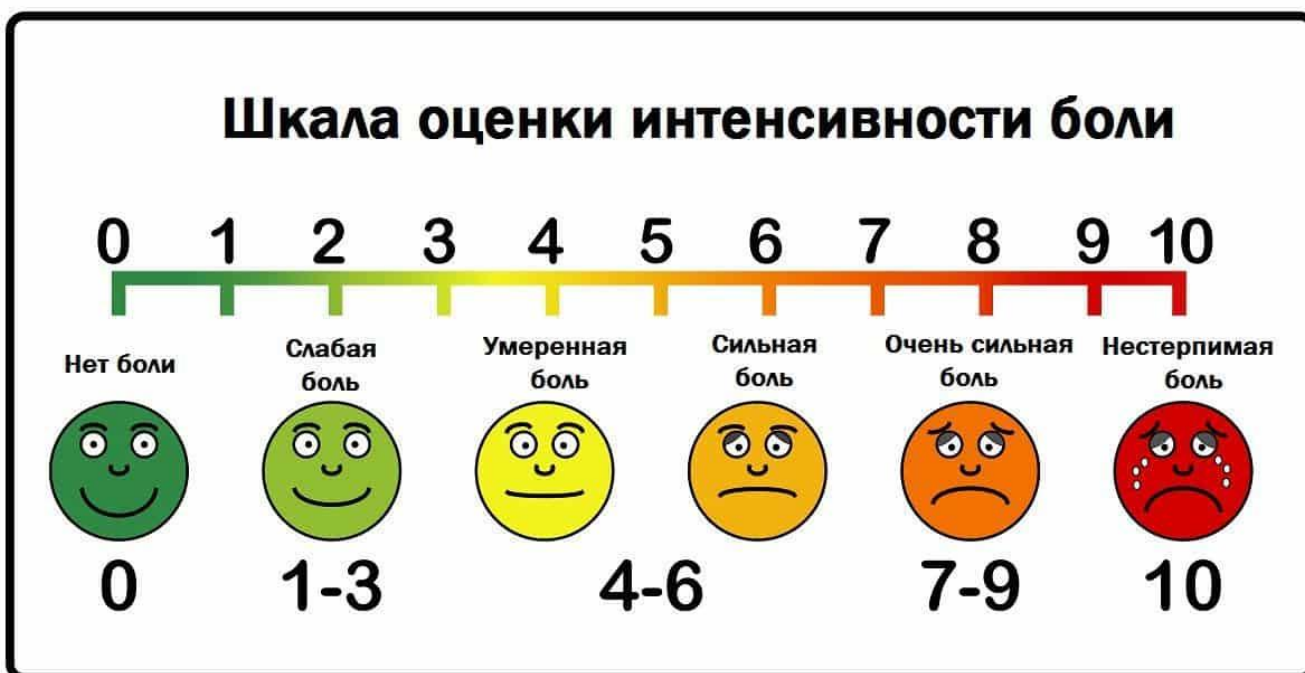 Шкала оценки интенсивности боли
0 1 2 3 4 5 6 7 8 9 10
Нет боли
Слабая
боль
Умеренная
боль
Сильная
боль
Очень сильная
боль
Нестерпимая
боль
0 1-3 4-6 7-9 10